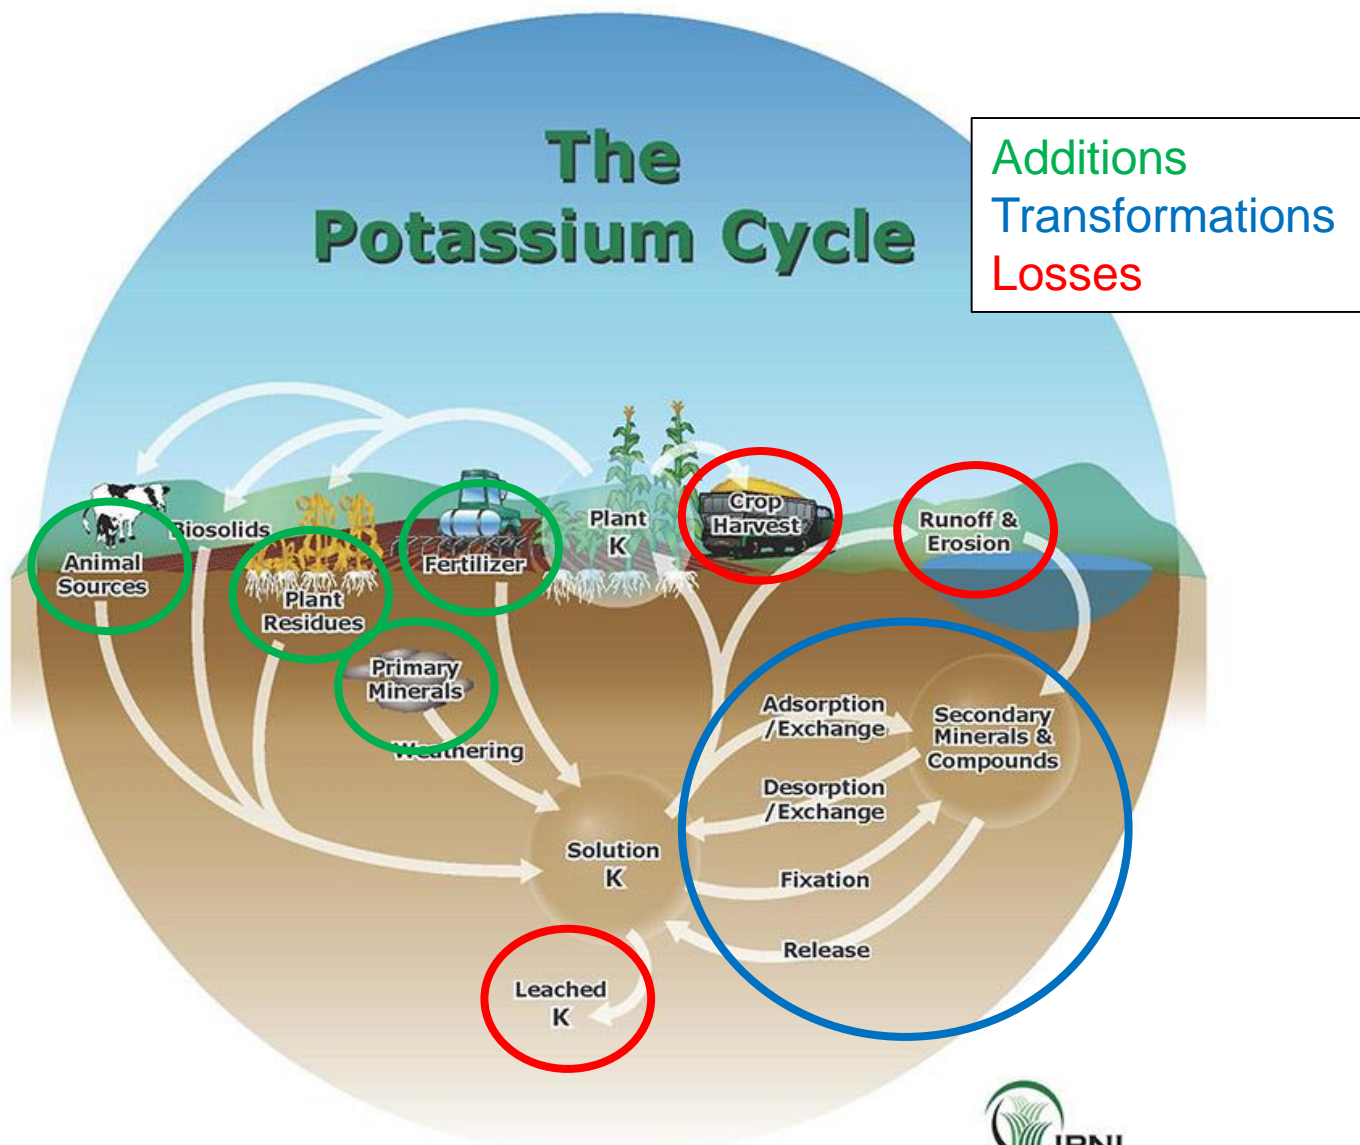 The
Potassium Cycle
Additions
Transformations
Losses
Animal
Sources
Biosolids
Plant
Residues
Fertilizer
Plant
K
Crop
Harvest
Runoff &
Erosion
Primary
Minerals
Weathering
Adsorption
/Exchange
Secondary
Minerals &
Compounds
Desorption
/Exchange
Solution
K
Fixation
Release
Leached
K
IPNI